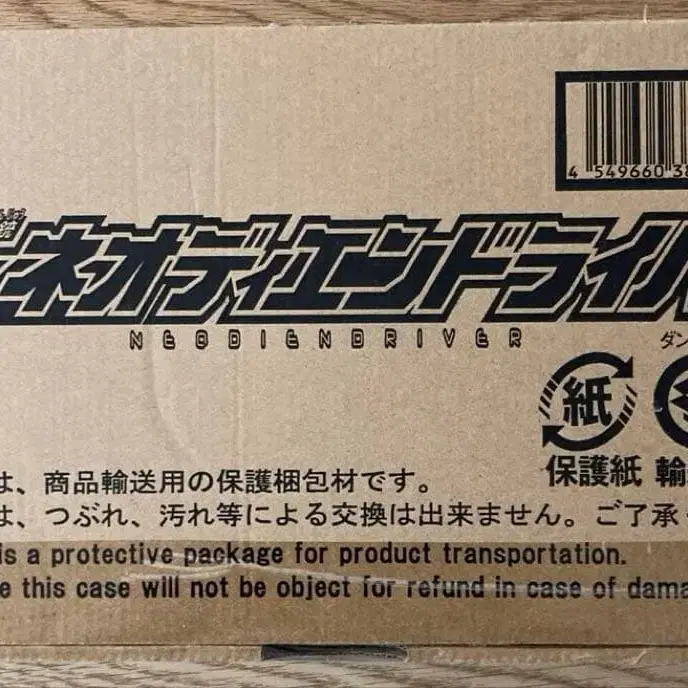 4 549660 38
ネオディエンドライバ
NEODIENDRIVER
ダン
紙
保護紙 輸
は、商品輸送用の保護梱包材です。
は、つぶれ、汚れ等による交換は出来ません。ご了承
is a protective package for product transportation.
e this case will not be object for refund in case of dama